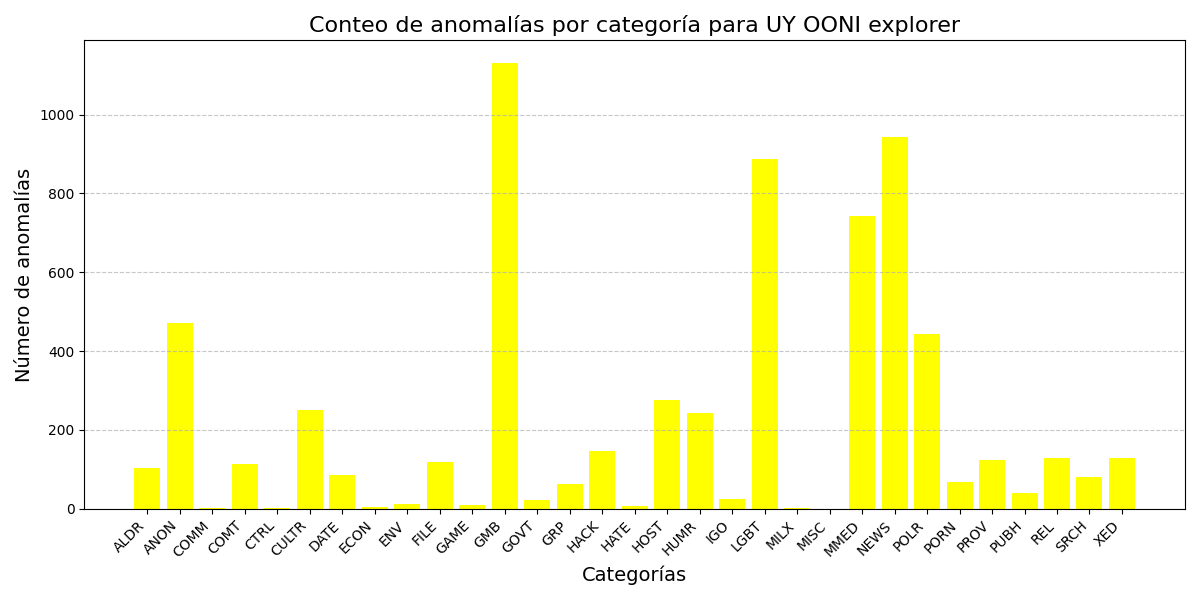 Conteo de anomalías por categoría para UY OONI explorer
Número de anomalías
1000
800
600
400
200
0
ALDR
ANON
COMM
COMT
CTRL
CULTR
DATE
ECON
ENV
FILE
GAME
GMB
GOVT
GRP
HACK
HATE
HOST
HUMR
IGO
LGBT
MILX
MISC
MMED
NEWS
POLR
PORN
PROV
PUBH
REL
SRCH
XED
Categorías